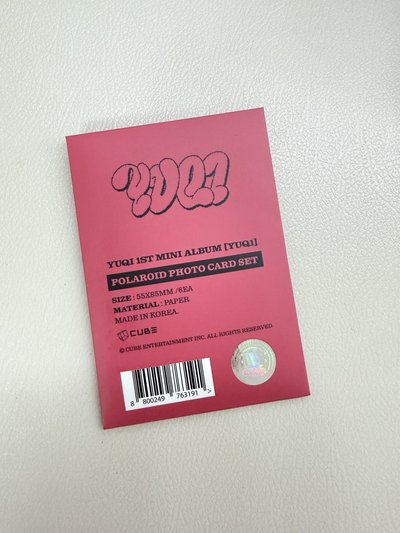 YUQ1
YUQI 1ST MINI ALBUM [YUQ1]
POLAROID PHOTO CARD SET
SIZE : 55X85MM /6EA
MATERIAL : PAPER
MADE IN KOREA.
CUBE
© CUBE ENTERTAINMENT INC. ALL RIGHTS RESERVED.
8 800249 763191 >